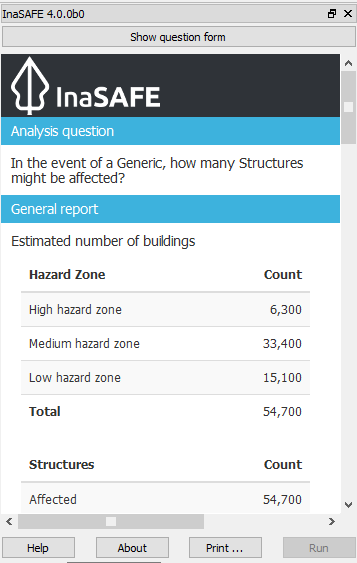 InaSAFE 4.0.0b0
Show question form
InaSAFE
Analysis question
In the event of a Generic, how many Structures
might be affected?
General report
Estimated number of buildings
Hazard Zone Count
High hazard zone 6,300
Medium hazard zone 33,400
Low hazard zone 15,100
Total 54,700
Structures Count
Affected 54,700
Help About Print ... Run